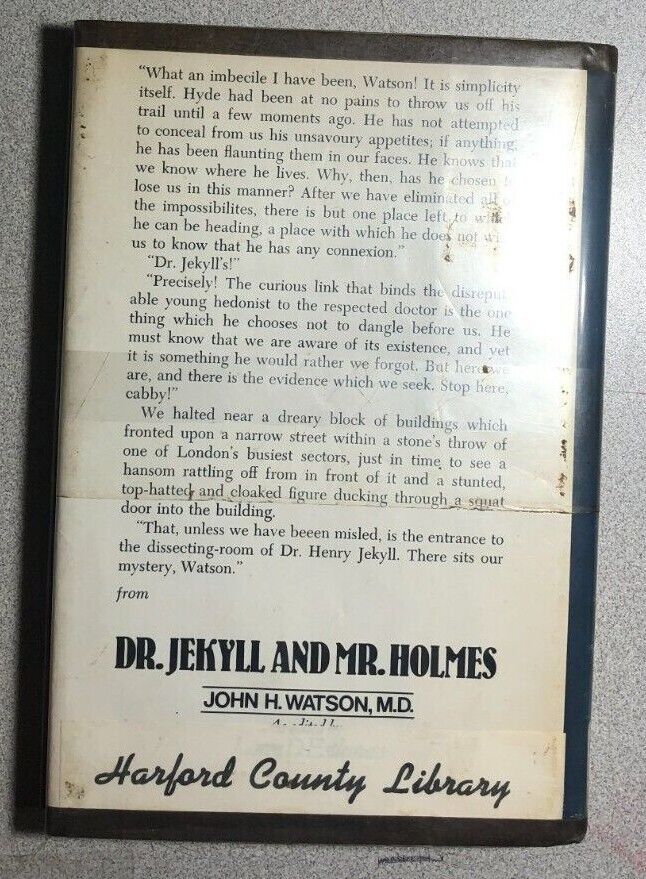 "What an imbecile I have been, Watson! It is simplicity
itself. Hyde had been at no pains to throw us off his
trail until a few moments ago. He has not attempted
to conceal from us his unsavoury appetites; if anything,
he has been flaunting them in our faces. He knows that
we know where he lives. Why, then, has he chosen
lose us in this manner? After we have eliminated all
the impossibilites, there is but one place left to
he can be heading, a place with which he does not
us to know that he has any connexion."
"Dr. Jekyll's!"
"Precisely! The curious link that binds the disreput-
able young hedonist to the respected doctor is the one
thing which he chooses not to dangle before us. He
must know that we are aware of its existence, and yet
it is something he would rather we forgot. But here we
are, and there is the evidence which we seek. Stop here,
cabby!"
We halted near a dreary block of buildings which
fronted upon a narrow street within a stone's throw of
one of London's busiest sectors, just in time to see a
hansom rattling off from in front of it and a stunted,
top-hatted and cloaked figure ducking through a squat
door into the building.
"That, unless we have beeen misled, is the entrance to
the dissecting-room of Dr. Henry Jekyll. There sits our
mystery, Watson."
from
DR. JEKYLL AND MR. HOLMES
JOHN H. WATSON, M.D.
Harford County Library